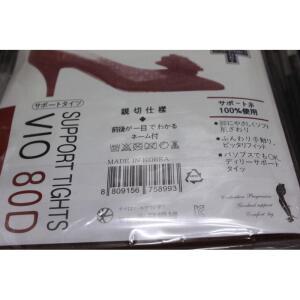 サポートタイツ
SUPPORT TIGHTS
VIO 80D
親切仕様
◆
前後が一目でわかる
ネーム付
MADE IN KOREA
8 809156 758993
サポート糸
100%使用
ふんわり手触り、
ピッタリフィット
パンプスでもOK
デイリーサポート
タイツ
Comfort leg